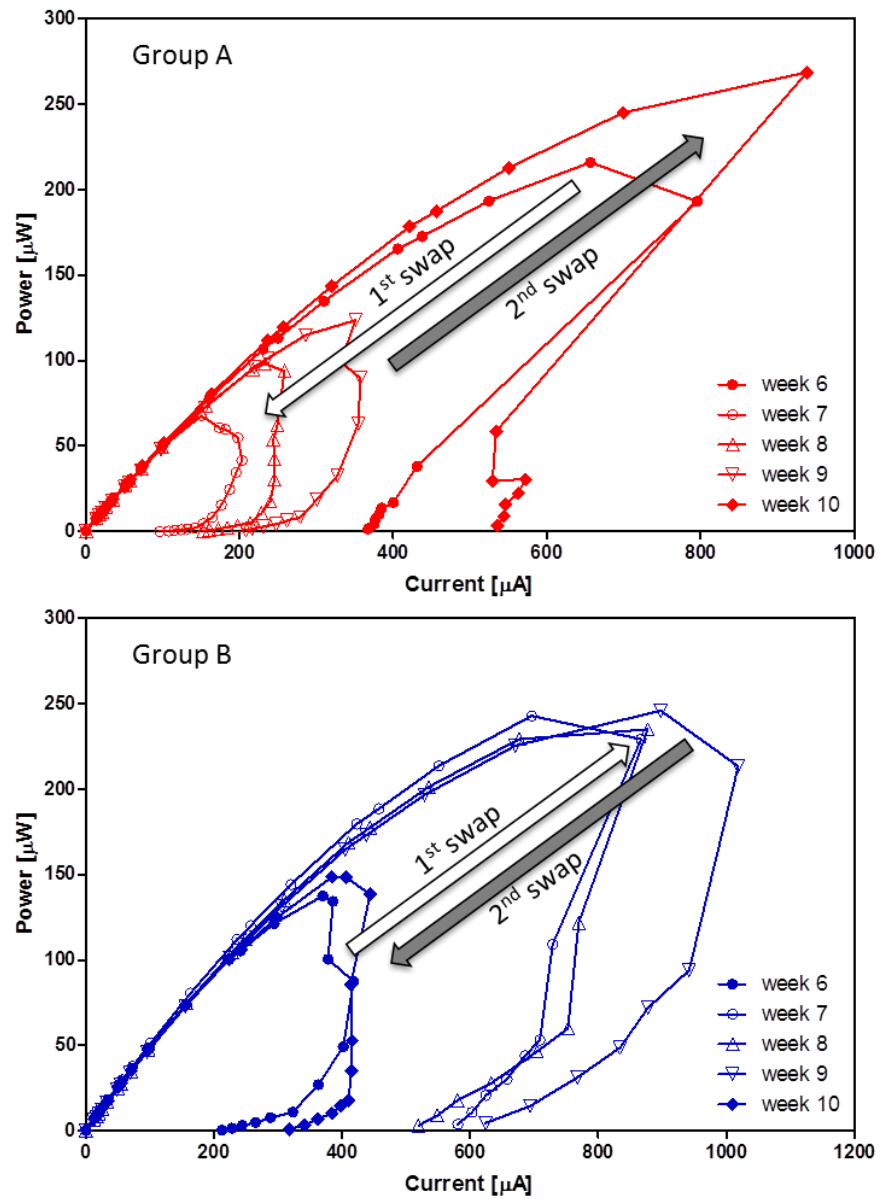 300
Group A
250
200
150
100
50
0
Power [µW]
1st swap
2nd swap
week 6
week 7
week 8
week 9
week 10
0 200 400 600 800 1000
Current [µA]
300
Group B
250
200
150
100
50
0
Power [µW]
1st swap
2nd swap
week 6
week 7
week 8
week 9
week 10
0 200 400 600 800 1000 1200
Current [µA]